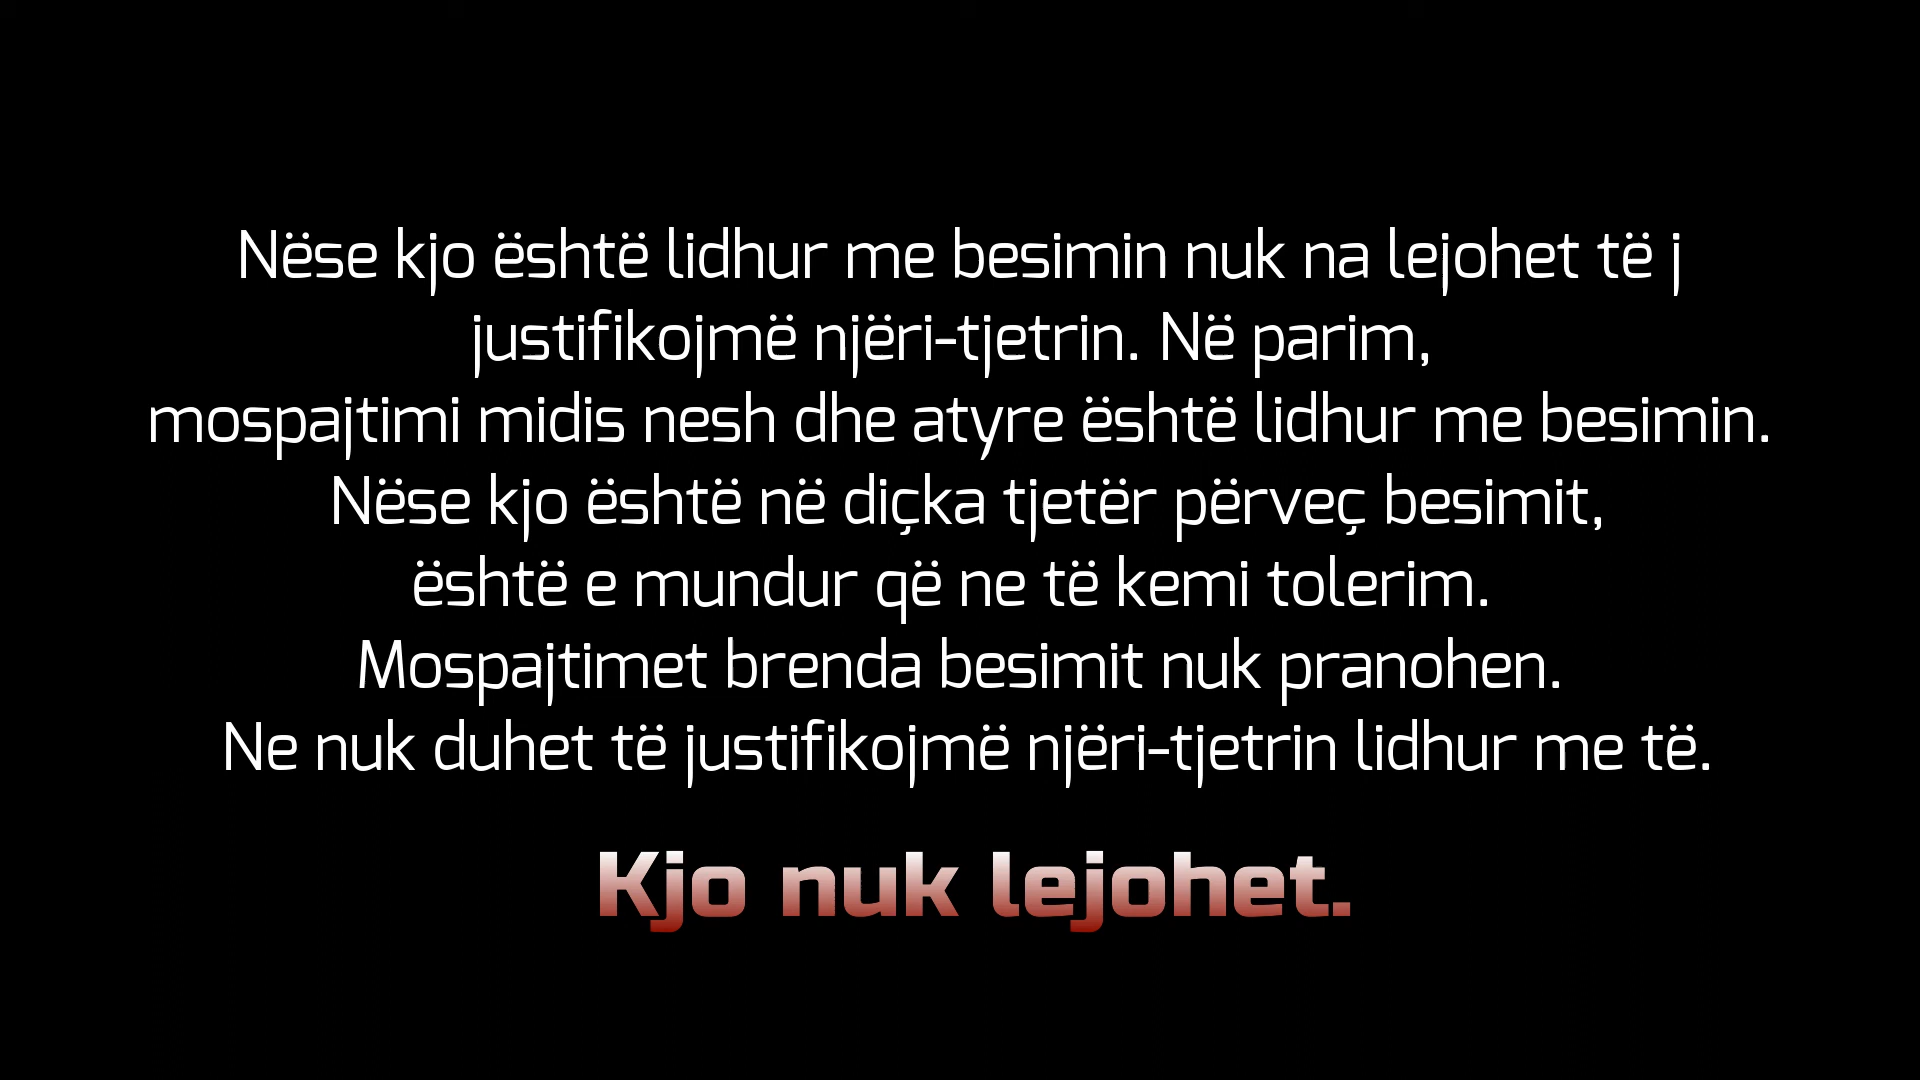 Nëse kjo është lidhur me besimin nuk na lejohet të j
justifikojmë njëri-tjetrin. Në parim,
mospajtimi midis nesh dhe atyre është lidhur me besimin.
Nëse kjo është në diçka tjetër përveç besimit,
është e mundur që ne të kemi tolerim.
Mospajtimet brenda besimit nuk pranohen.
Ne nuk duhet të justifikojmë njëri-tjetrin lidhur me të.
Kjo nuk lejohet.